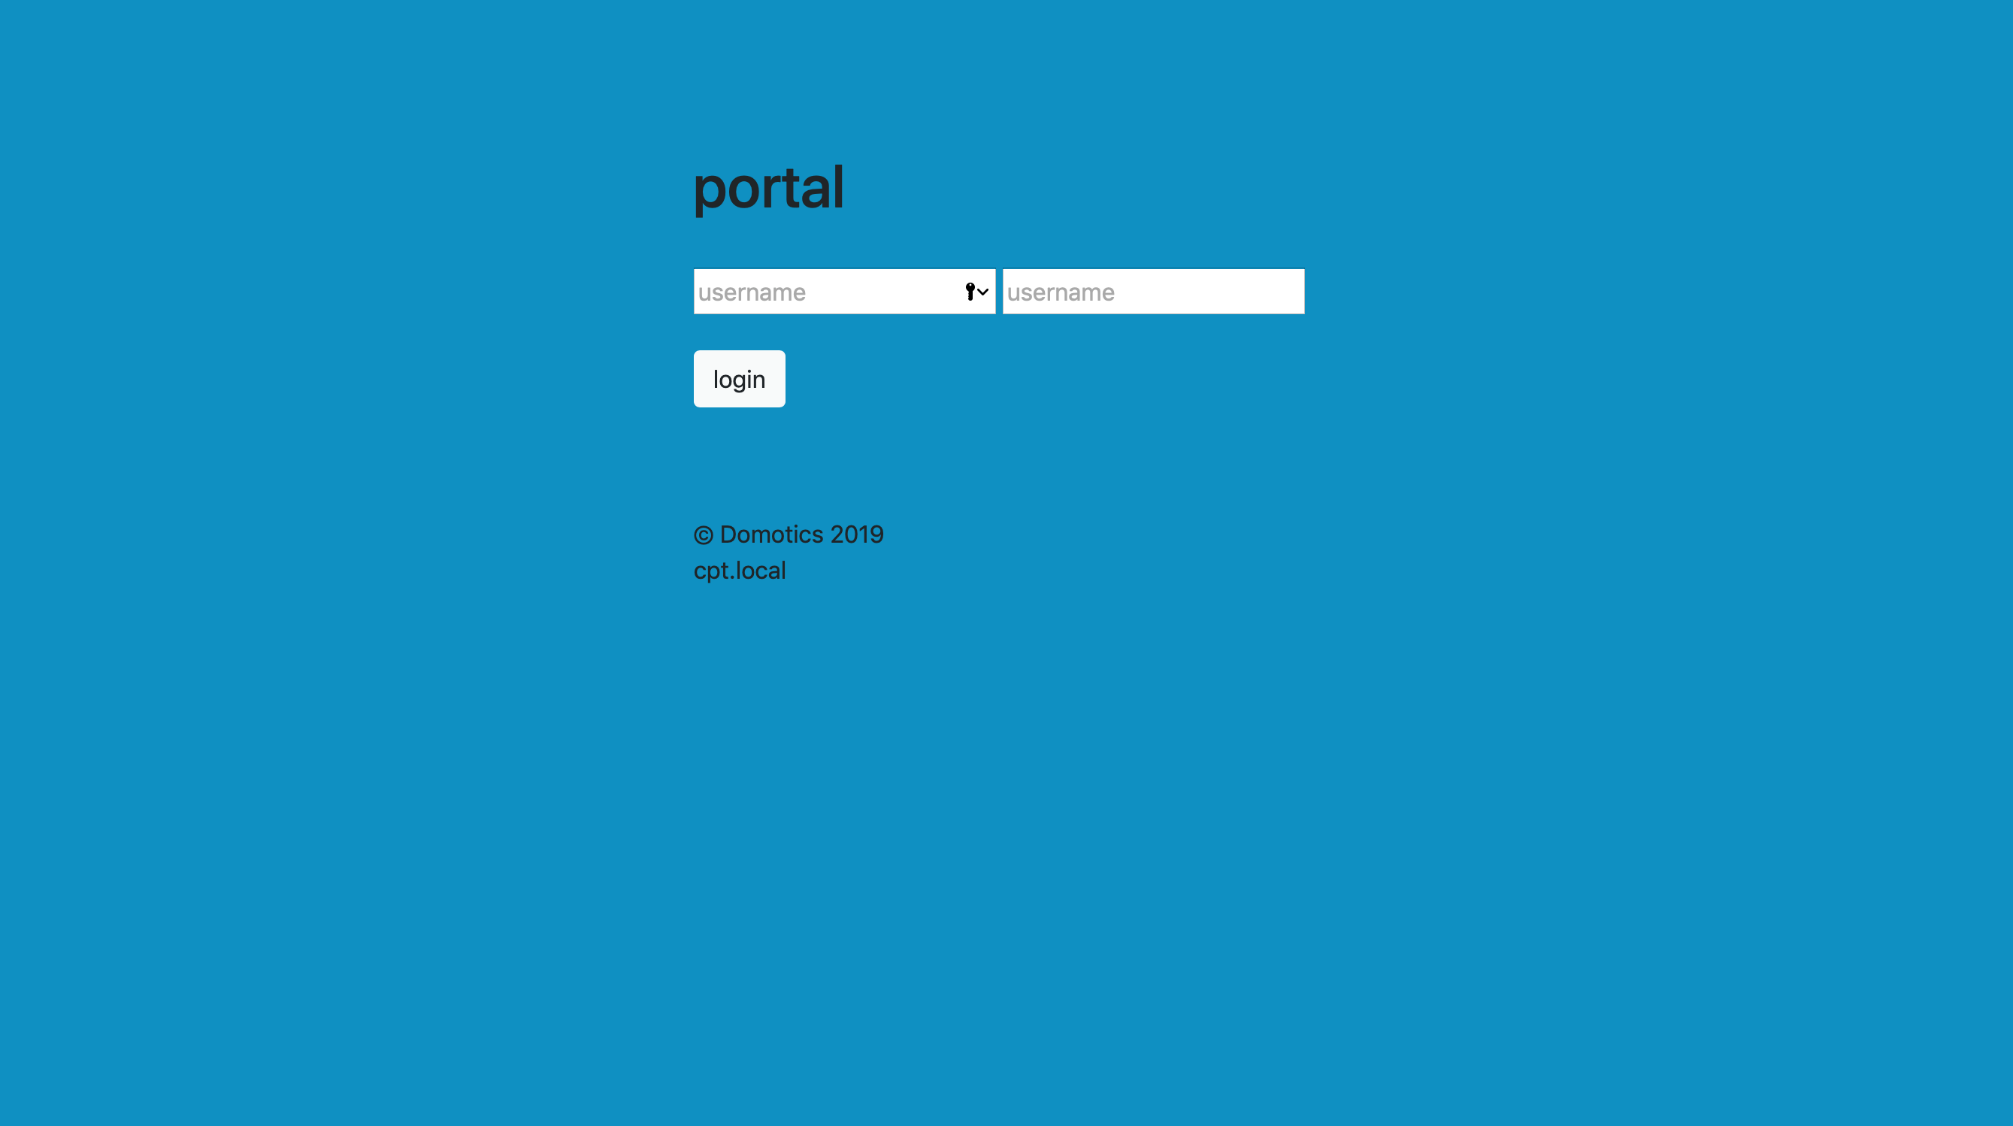 portal
username username
login
© Domotics 2019
cpt.local